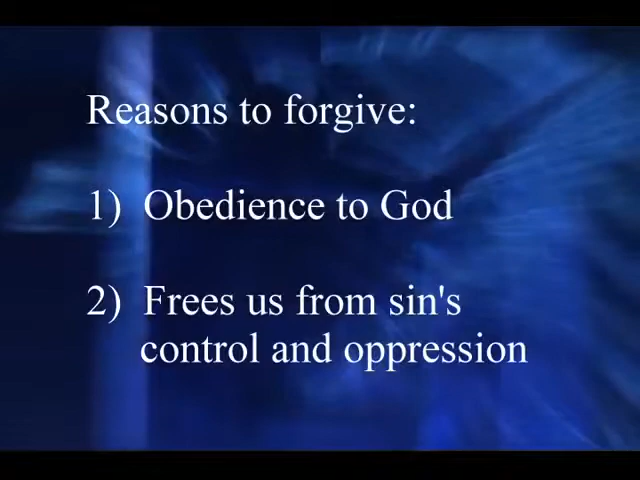 Reasons to forgive:
1) Obedience to God
2) Frees us from sin's
control and oppression